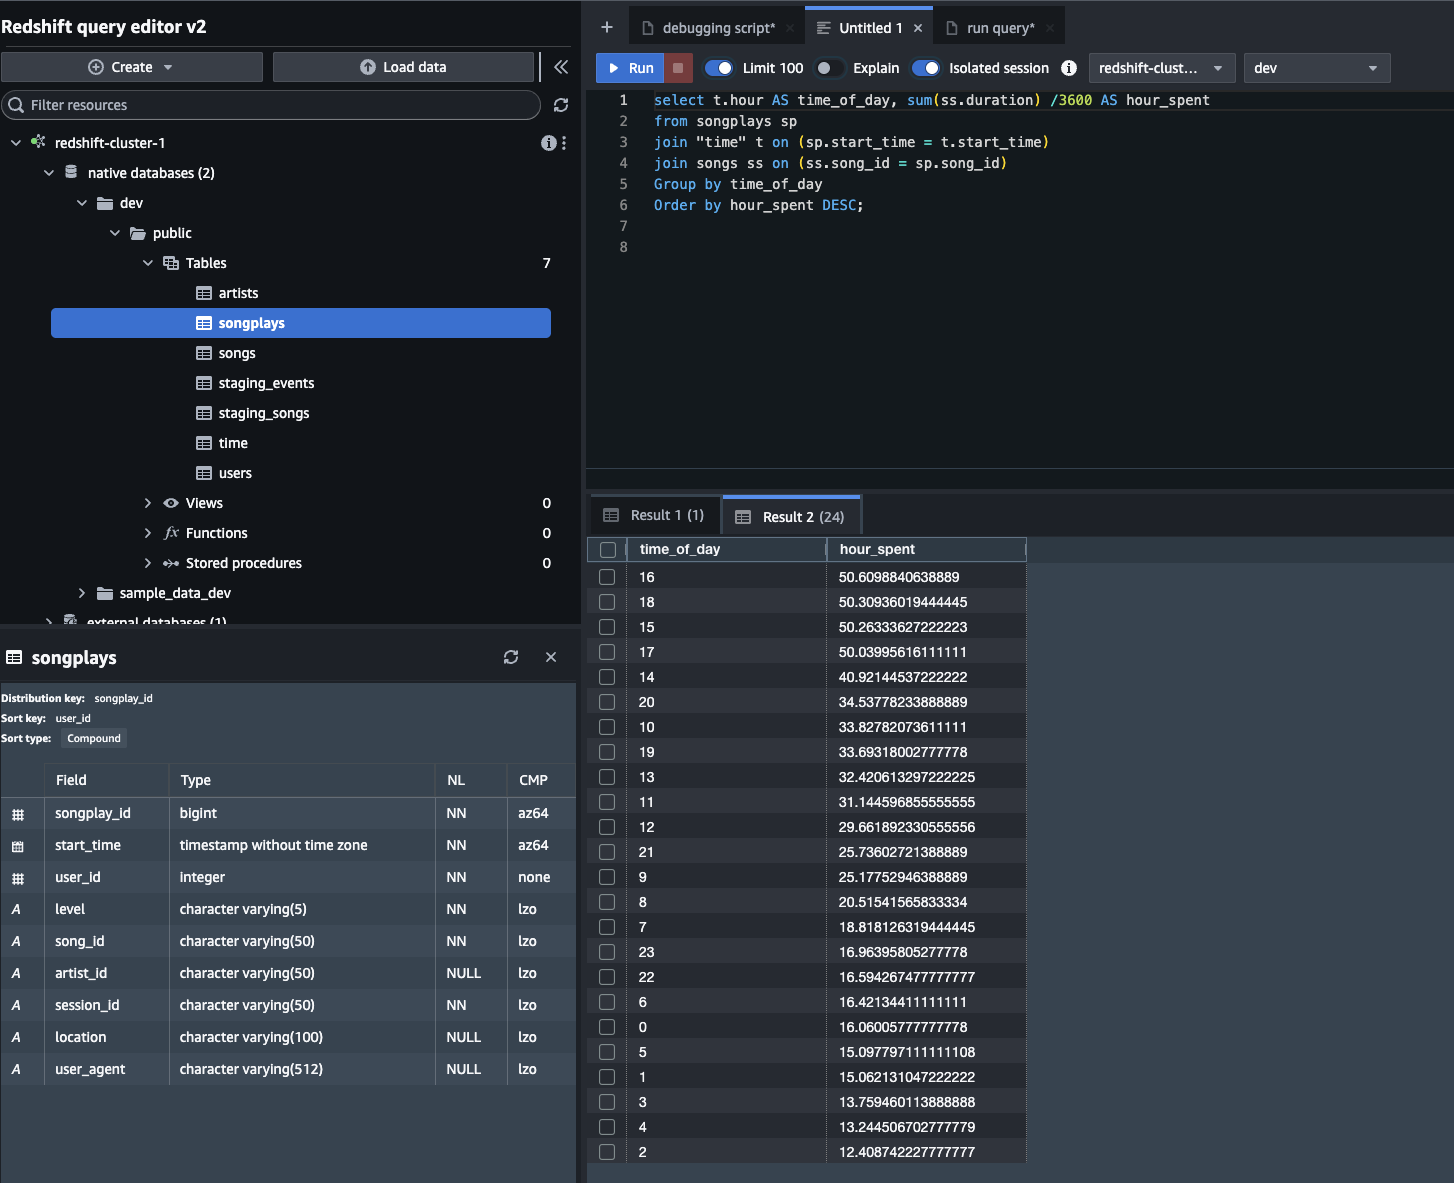 Redshift query editor v2
Create
Load data
Filter resources
redshift-cluster-1
native databases (2)
dev
public
Tables 7
artists
songplays
songs
staging_events
staging_songs
time
users
Views 0
fx Functions 0
Stored procedures 0
sample_data_dev
external databases (1)
songplays
Distribution key: songplay_id
Sort key: user_id
Sort type: Compound
Field Type NL CMP
songplay_id bigint NN az64
start_time timestamp without time zone NN az64
user_id integer NN none
A level character varying(5) NN lzo
A song_id character varying(50) NN lzo
A artist_id character varying(50) NULL lzo
A session_id character varying(50) NN lzo
A location character varying(100) NULL lzo
A user_agent character varying(512) NULL lzo
+ debugging script* × Untitled 1 × run query* ×
Run Limit 100 Explain Isolated session i redshift-clust... dev
1 select t.hour AS time_of_day, sum(ss.duration) /3600 AS hour_spent
2 from songplays sp
3 join "time" t on (sp.start_time = t.start_time)
4 join songs ss on (ss.song_id = sp.song_id)
5 Group by time_of_day
6 Order by hour_spent DESC;
7
8
Result 1 (1) Result 2 (24)
time_of_day hour_spent
16 50.6098840638889
18 50.30936019444445
15 50.26333627222223
17 50.03995616111111
14 40.92144537222222
20 34.53778233888889
10 33.82782073611111
19 33.69318002777778
13 32.420613297222225
11 31.144596855555555
12 29.661892330555556
21 25.73602721388889
9 25.17752946388889
8 20.51541565833334
7 18.818126319444445
23 16.96395805277778
22 16.594267477777777
6 16.42134411111111
0 16.06005777777778
5 15.097797111111108
1 15.062131047222222
3 13.759460113888888
4 13.244506702777779
2 12.408742227777777